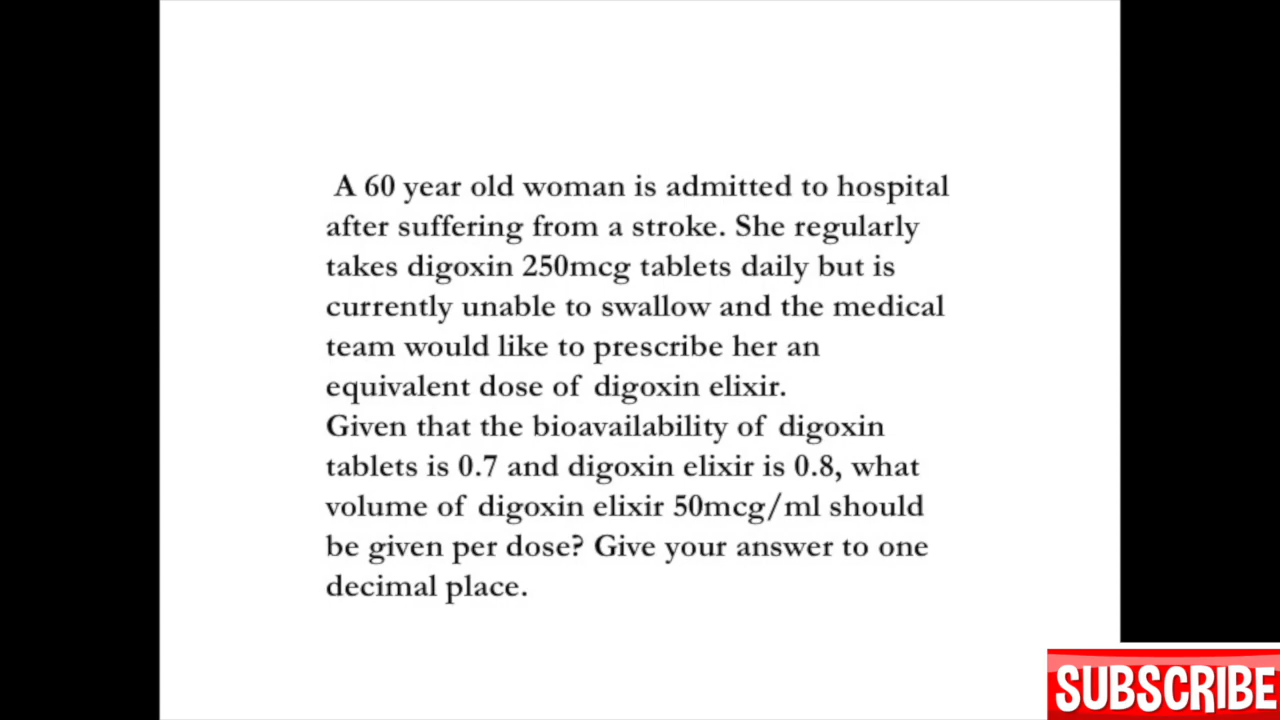 A 60 year old woman is admitted to hospital
after suffering from a stroke. She regularly
takes digoxin 250mcg tablets daily but is
currently unable to swallow and the medical
team would like to prescribe her an
equivalent dose of digoxin elixir.
Given that the bioavailability of digoxin
tablets is 0.7 and digoxin elixir is 0.8, what
volume of digoxin elixir 50mcg/ml should
be given per dose? Give your answer to one
decimal place.
SUBSCRIBE